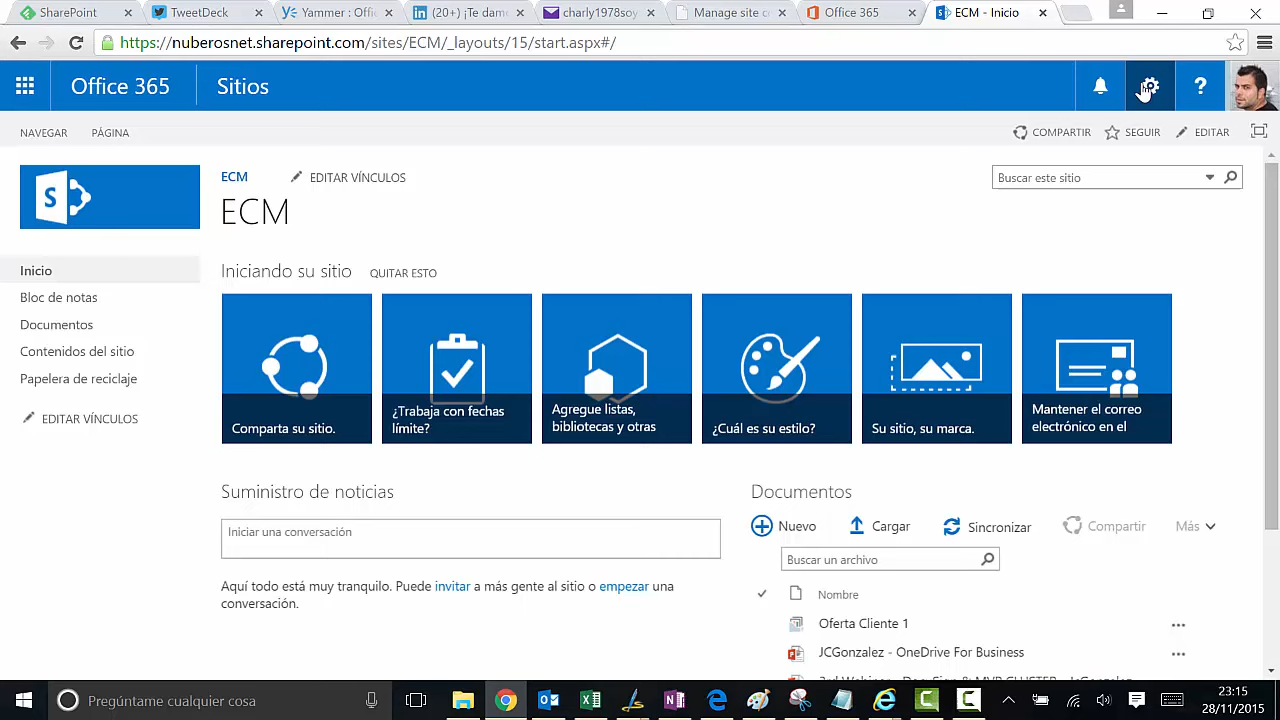 SharePoint
TweetDeck
Yammer : Gr
(20+) ¡Te dam
charly1978soy
Manage site c
Office 365
ECM - Inicio
https://nuberosnet.sharepoint.com/sites/ECM/_layouts/15/start.aspx#/
Office 365
Sitios
?
NAVEGAR
PÁGINA
COMPARTIR
SEGUIR
EDITAR
ECM
EDITAR VÍNCULOS
Buscar este sitio
ECM
Inicio
Bloc de notas
Documentos
Contenidos del sitio
Papelera de reciclaje
EDITAR VÍNCULOS
Iniciando su sitio
QUITAR ESTO
Comparta su sitio.
¿Trabaja con fechas
límite?
Agregue listas,
bibliotecas y otras
¿Cuál es su estilo?
Su sitio, su marca.
Mantener el correo
electrónico en el
Suministro de noticias
Iniciar una conversación
Aquí todo está muy tranquilo. Puede invitar a más gente al sitio o empezar una
conversación.
Documentos
Nuevo
Cargar
Sincronizar
Compartir
Más
Buscar un archivo
Nombre
Oferta Cliente 1
JCGonzalez - OneDrive For Business
Pregúntame cualquier cosa
23:15
28/11/2015